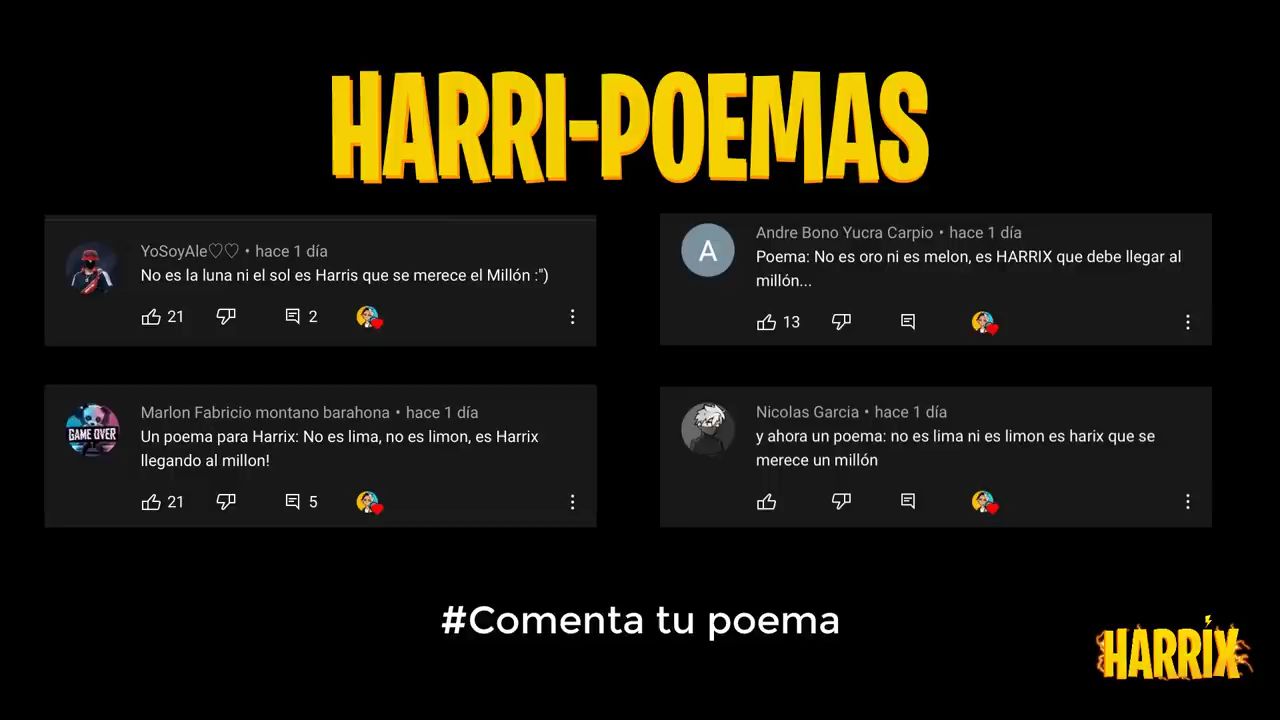 HARRI-POEMAS
YoSoyAle♡♡ • hace 1 día
No es la luna ni el sol es Harris que se merece el Millón :")
21
2
Andre Bono Yucra Carpio • hace 1 día
Poema: No es oro ni es melon, es HARRIX que debe llegar al
millón...
13
GAME OVER
Marlon Fabricio montano barahona • hace 1 día
Un poema para Harrix: No es lima, no es limon, es Harrix
llegando al millon!
21
5
Nicolas Garcia • hace 1 día
y ahora un poema: no es lima ni es limon es harix que se
merece un millón
#Comenta tu poema
HARRIX
A